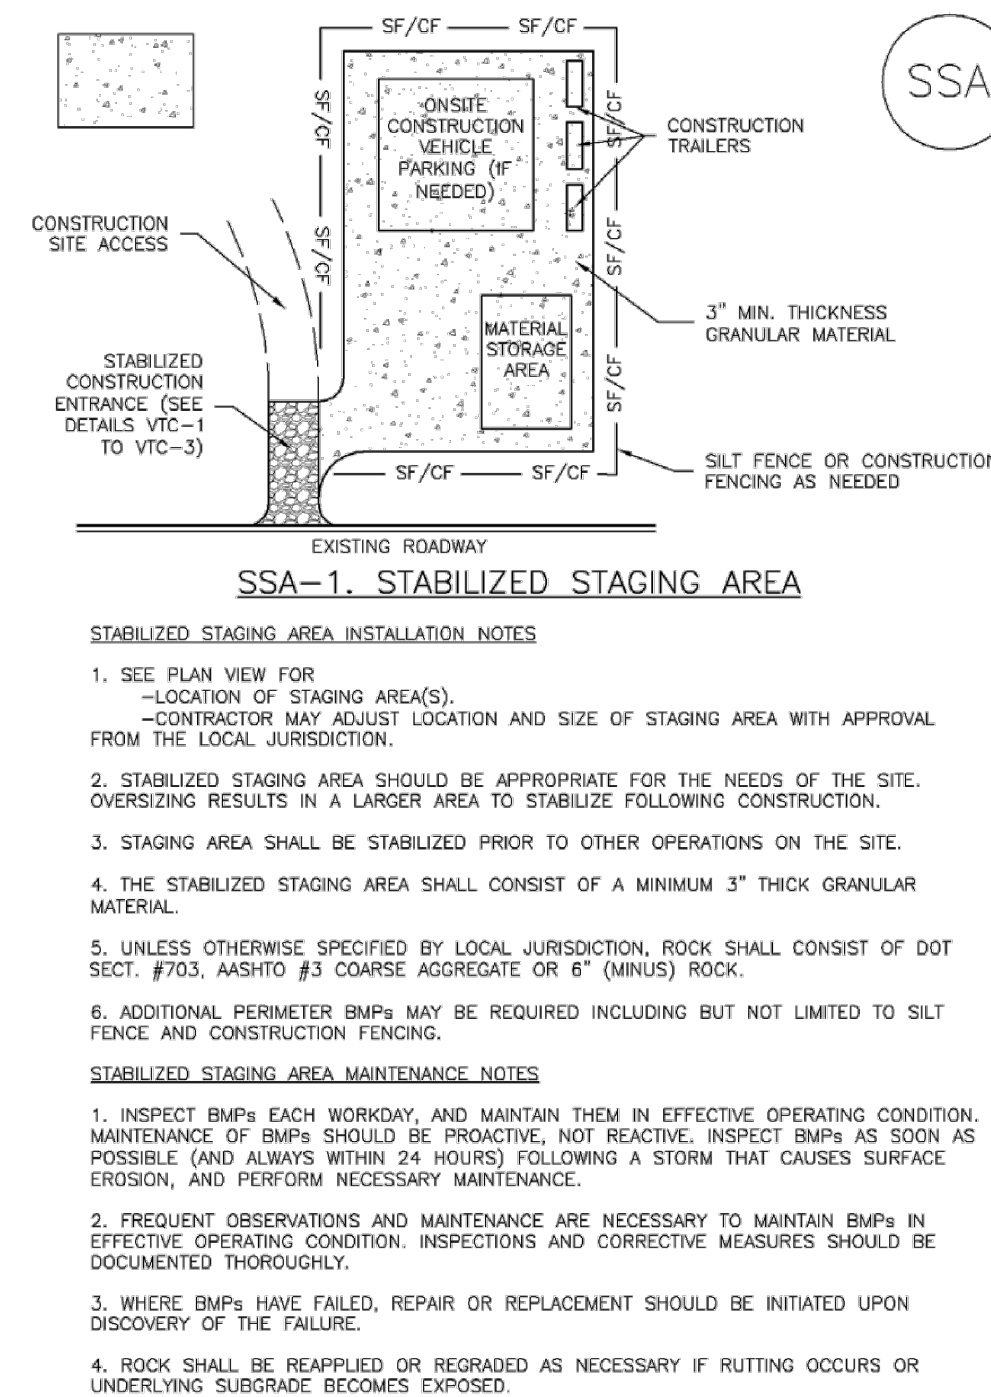 SF/CF SF/CF
SSA
SF/CF
ONSITE
CONSTRUCTION
VEHICLE
PARKING (IF
NEEDED)
SF/CF
CONSTRUCTION
TRAILERS
CONSTRUCTION
SITE ACCESS
SF/CF
SF/CF
3" MIN. THICKNESS
GRANULAR MATERIAL
MATERIAL
STORAGE
AREA
STABILIZED
CONSTRUCTION
ENTRANCE (SEE
DETAILS VTC-1
TO VTC-3)
SF/CF
SF/CF SF/CF
SILT FENCE OR CONSTRUCTION
FENCING AS NEEDED
EXISTING ROADWAY
SSA-1. STABILIZED STAGING AREA
STABILIZED STAGING AREA INSTALLATION NOTES
1. SEE PLAN VIEW FOR
-LOCATION OF STAGING AREA(S).
-CONTRACTOR MAY ADJUST LOCATION AND SIZE OF STAGING AREA WITH APPROVAL
FROM THE LOCAL JURISDICTION.
2. STABILIZED STAGING AREA SHOULD BE APPROPRIATE FOR THE NEEDS OF THE SITE.
OVERSIZING RESULTS IN A LARGER AREA TO STABILIZE FOLLOWING CONSTRUCTION.
3. STAGING AREA SHALL BE STABILIZED PRIOR TO OTHER OPERATIONS ON THE SITE.
4. THE STABILIZED STAGING AREA SHALL CONSIST OF A MINIMUM 3" THICK GRANULAR
MATERIAL.
5. UNLESS OTHERWISE SPECIFIED BY LOCAL JURISDICTION, ROCK SHALL CONSIST OF DOT
SECT. #703, AASHTO #3 COARSE AGGREGATE OR 6" (MINUS) ROCK.
6. ADDITIONAL PERIMETER BMPs MAY BE REQUIRED INCLUDING BUT NOT LIMITED TO SILT
FENCE AND CONSTRUCTION FENCING.
STABILIZED STAGING AREA MAINTENANCE NOTES
1. INSPECT BMPs EACH WORKDAY, AND MAINTAIN THEM IN EFFECTIVE OPERATING CONDITION.
MAINTENANCE OF BMPs SHOULD BE PROACTIVE, NOT REACTIVE. INSPECT BMPs AS SOON AS
POSSIBLE (AND ALWAYS WITHIN 24 HOURS) FOLLOWING A STORM THAT CAUSES SURFACE
EROSION, AND PERFORM NECESSARY MAINTENANCE.
2. FREQUENT OBSERVATIONS AND MAINTENANCE ARE NECESSARY TO MAINTAIN BMPs IN
EFFECTIVE OPERATING CONDITION. INSPECTIONS AND CORRECTIVE MEASURES SHOULD BE
DOCUMENTED THOROUGHLY.
3. WHERE BMPs HAVE FAILED, REPAIR OR REPLACEMENT SHOULD BE INITIATED UPON
DISCOVERY OF THE FAILURE.
4. ROCK SHALL BE REAPPLIED OR REGRADED AS NECESSARY IF RUTTING OCCURS OR
UNDERLYING SUBGRADE BECOMES EXPOSED.